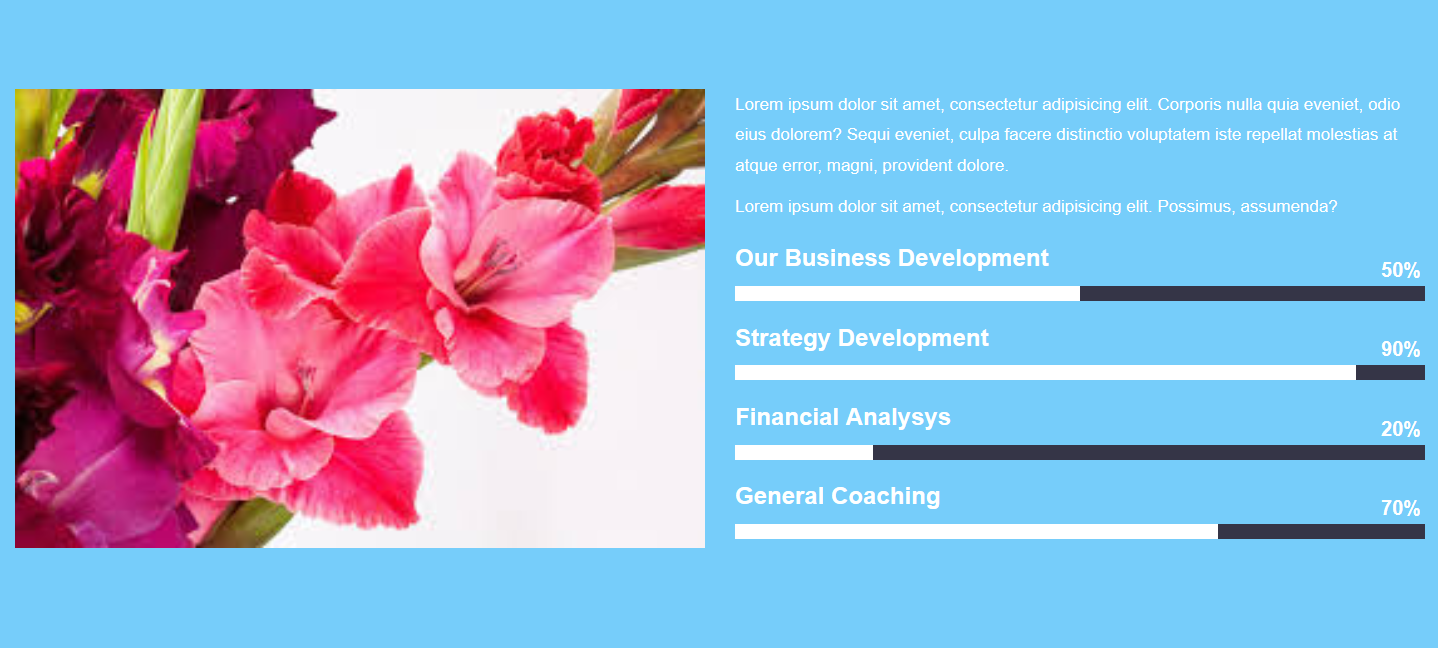 Lorem ipsum dolor sit amet, consectetur adipisicing elit. Corporis nulla quia eveniet, odio
eius dolorem? Sequi eveniet, culpa facere distinctio voluptatem iste repellat molestias at
atque error, magni, provident dolore.
Lorem ipsum dolor sit amet, consectetur adipisicing elit. Possimus, assumenda?
Our Business Development
50%
Strategy Development
90%
Financial Analysys
20%
General Coaching
70%